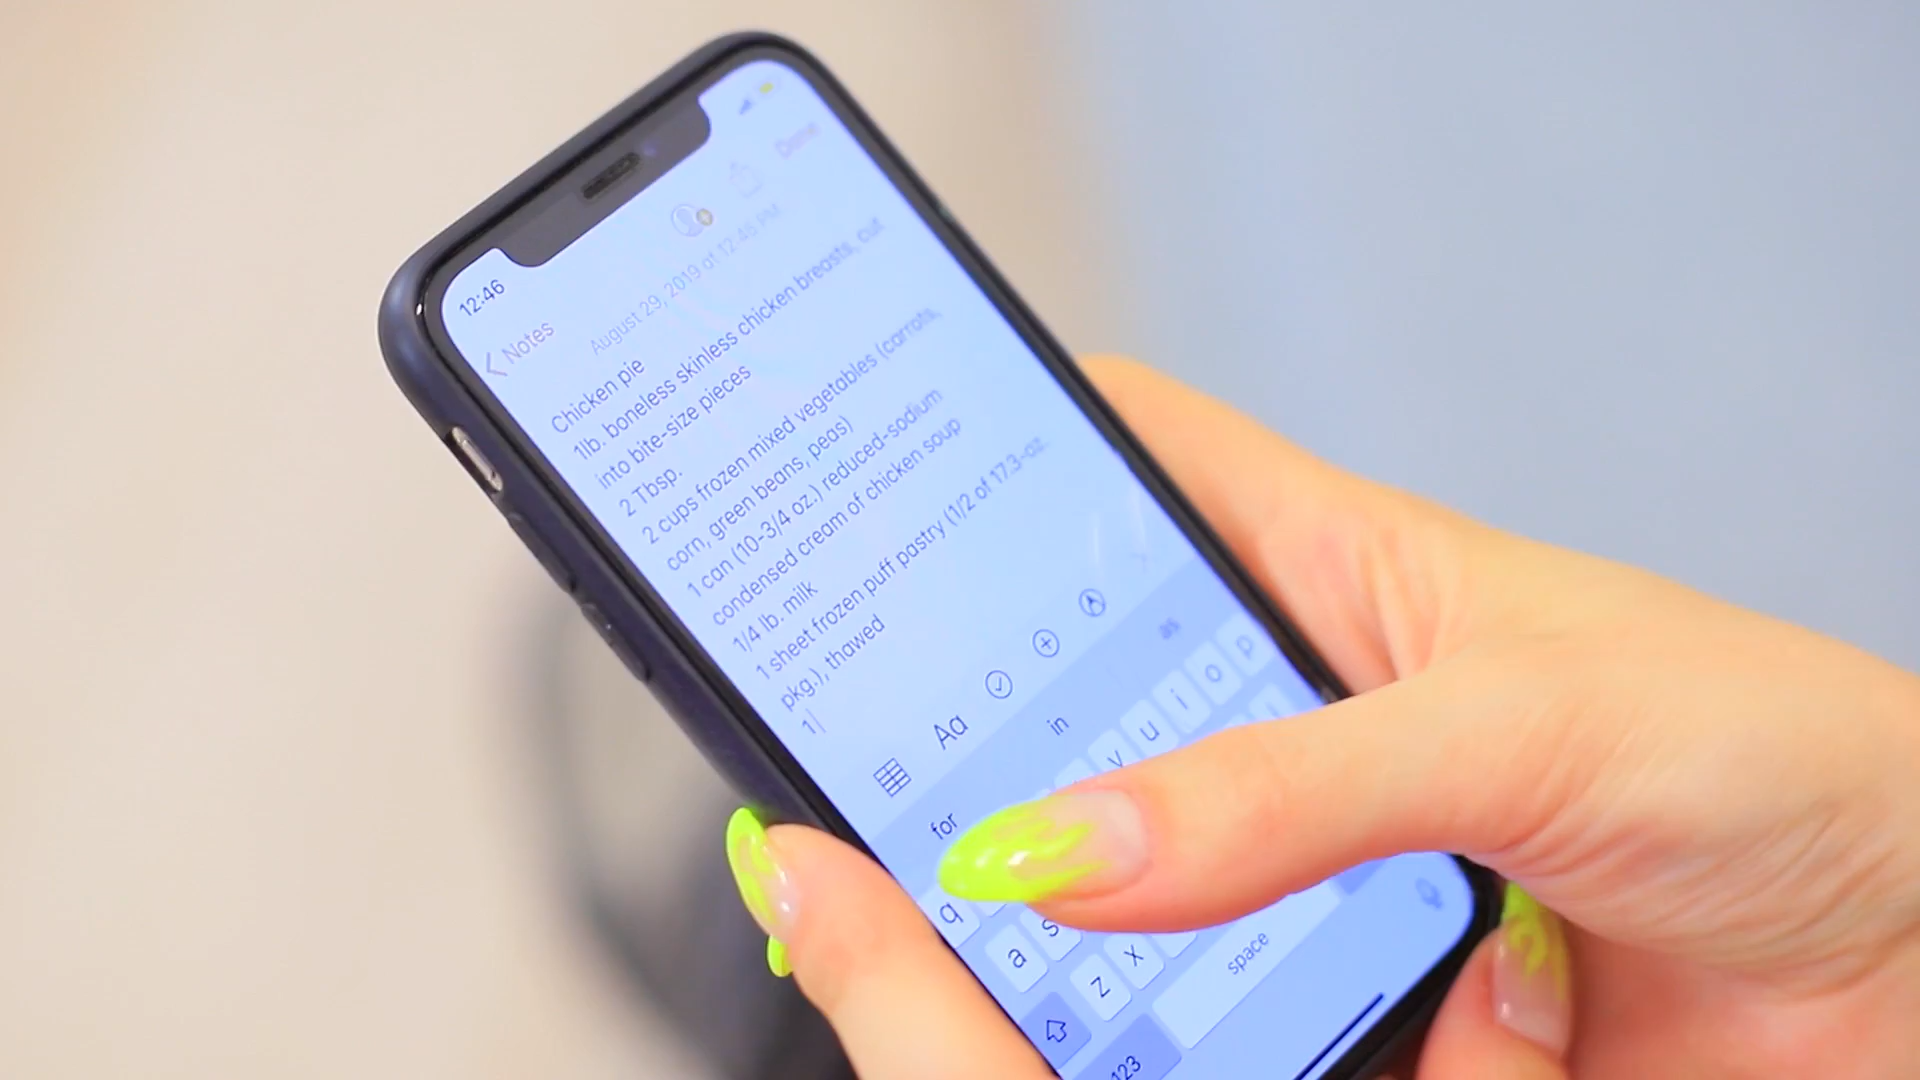 12:46
Notes
Done
August 29, 2019 at 12:46 PM
Chicken pie
1lb. boneless skinless chicken breasts, cut
into bite-size pieces
2 Tbsp.
2 cups frozen mixed vegetables (carrots,
corn, green beans, peas)
1 can (10-3/4 oz.) reduced-sodium
condensed cream of chicken soup
1/4 lb. milk
1 sheet frozen puff pastry (1/2 of 17.3-oz.
pkg.), thawed
1
Aa
for in as
q y u i o p
a s
z x
123 space